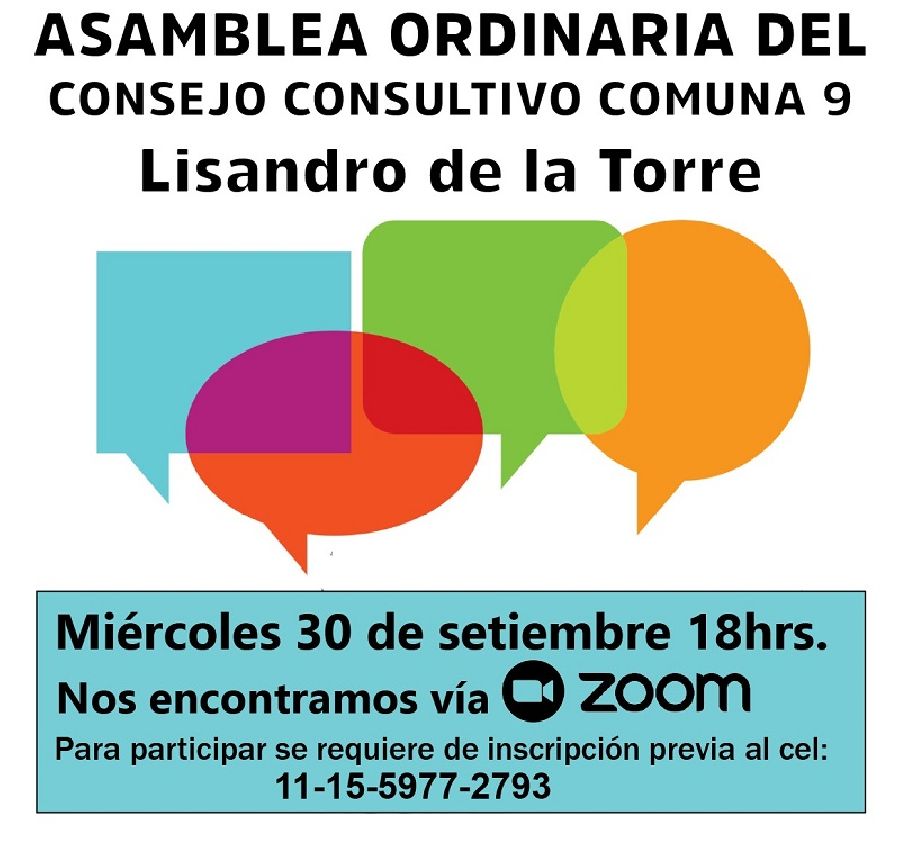 ASAMBLEA ORDINARIA DEL
CONSEJO CONSULTIVO COMUNA 9
Lisandro de la Torre
Miércoles 30 de setiembre 18hrs.
Nos encontramos vía zoom
Para participar se requiere de inscripción previa al cel:
11-15-5977-2793